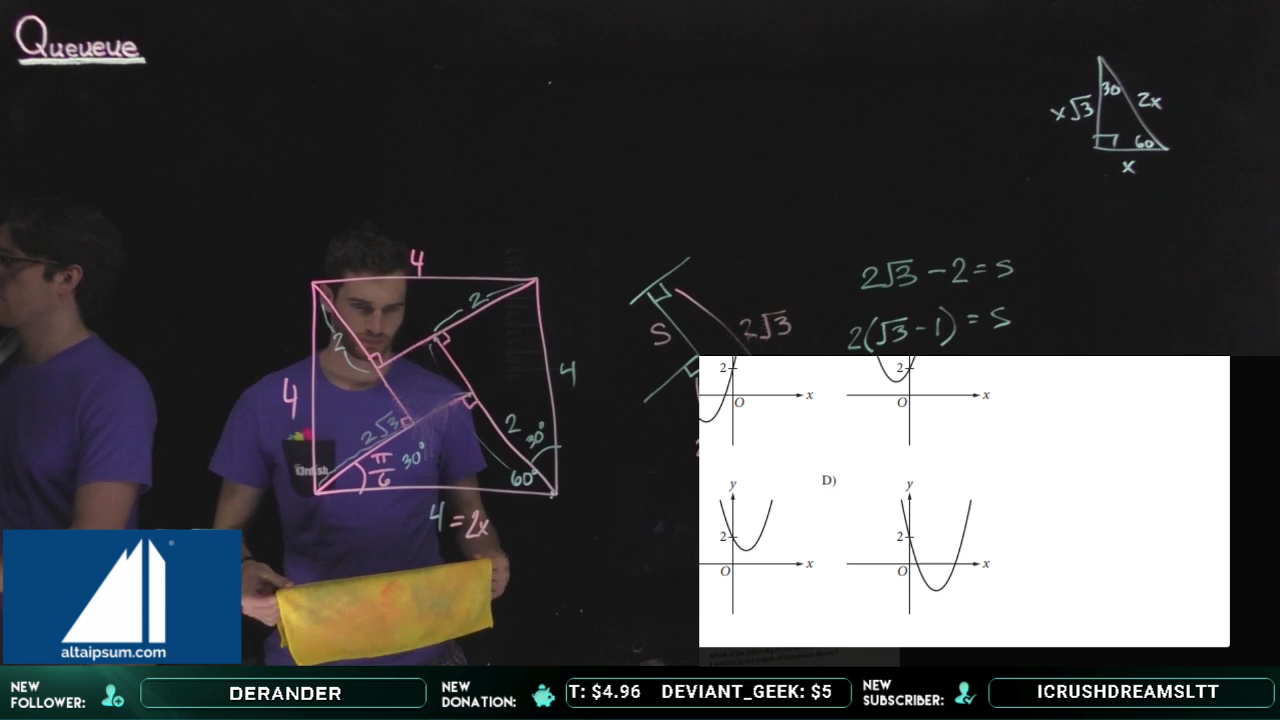 Queueue
30
x√3
2x
60
x
4
2
2
4
4
2√3
π/6
30°
2
30°
60°
4 = 2x
S
2√3
2√3 - 2 = S
2(√3 - 1) = S
2
O
x
2
O
x
y
2
O
x
D)
y
2
O
x
altaipsum.com
NEW FOLLOWER:
DERANDER
NEW DONATION:
T: $4.96 DEVIANT_GEEK: $5
NEW SUBSCRIBER:
ICRUSHDREAMSLTT